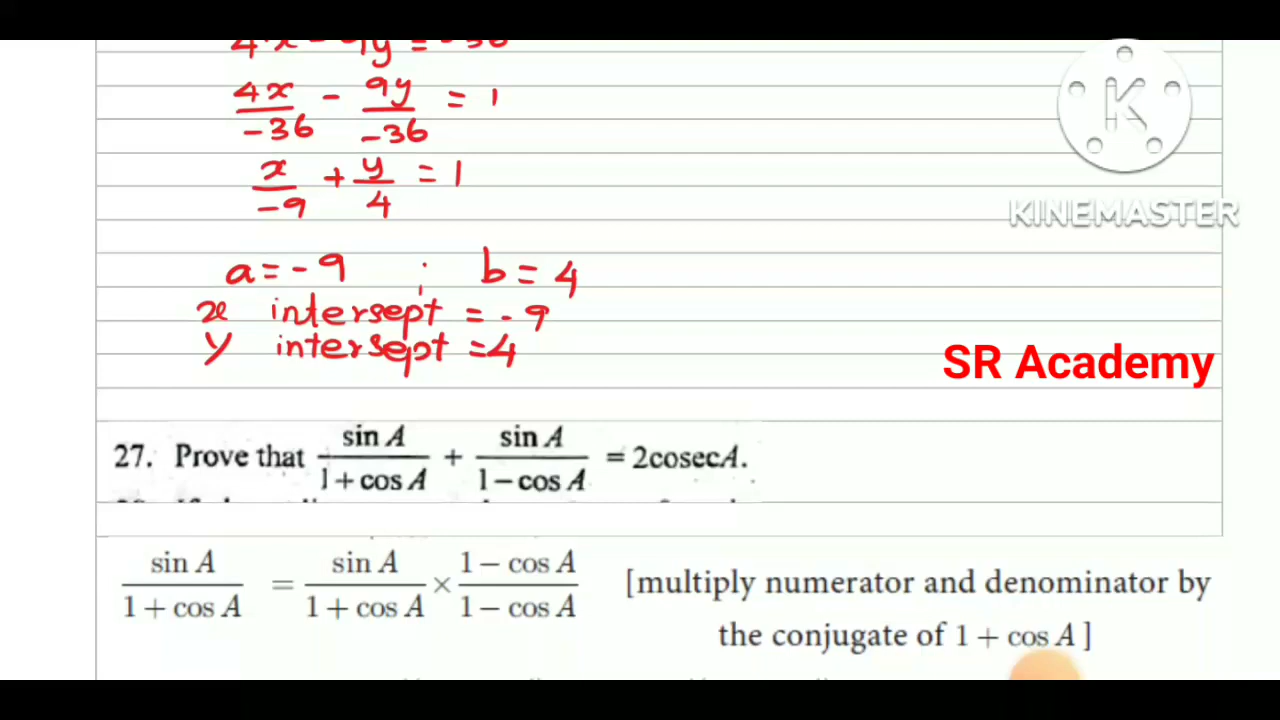 4x - 9y = -36
4x/-36 - 9y/-36 = 1
x/-9 + y/4 = 1
a = -9 ; b = 4
x intersept = -9
y intersept = 4
KINEMASTER
SR Academy
27. Prove that sin A/(1 + cos A) + sin A/(1 - cos A) = 2cosecA.
sin A/(1 + cos A) = sin A/(1 + cos A) × (1 - cos A)/(1 - cos A) [multiply numerator and denominator by
the conjugate of 1 + cos A ]